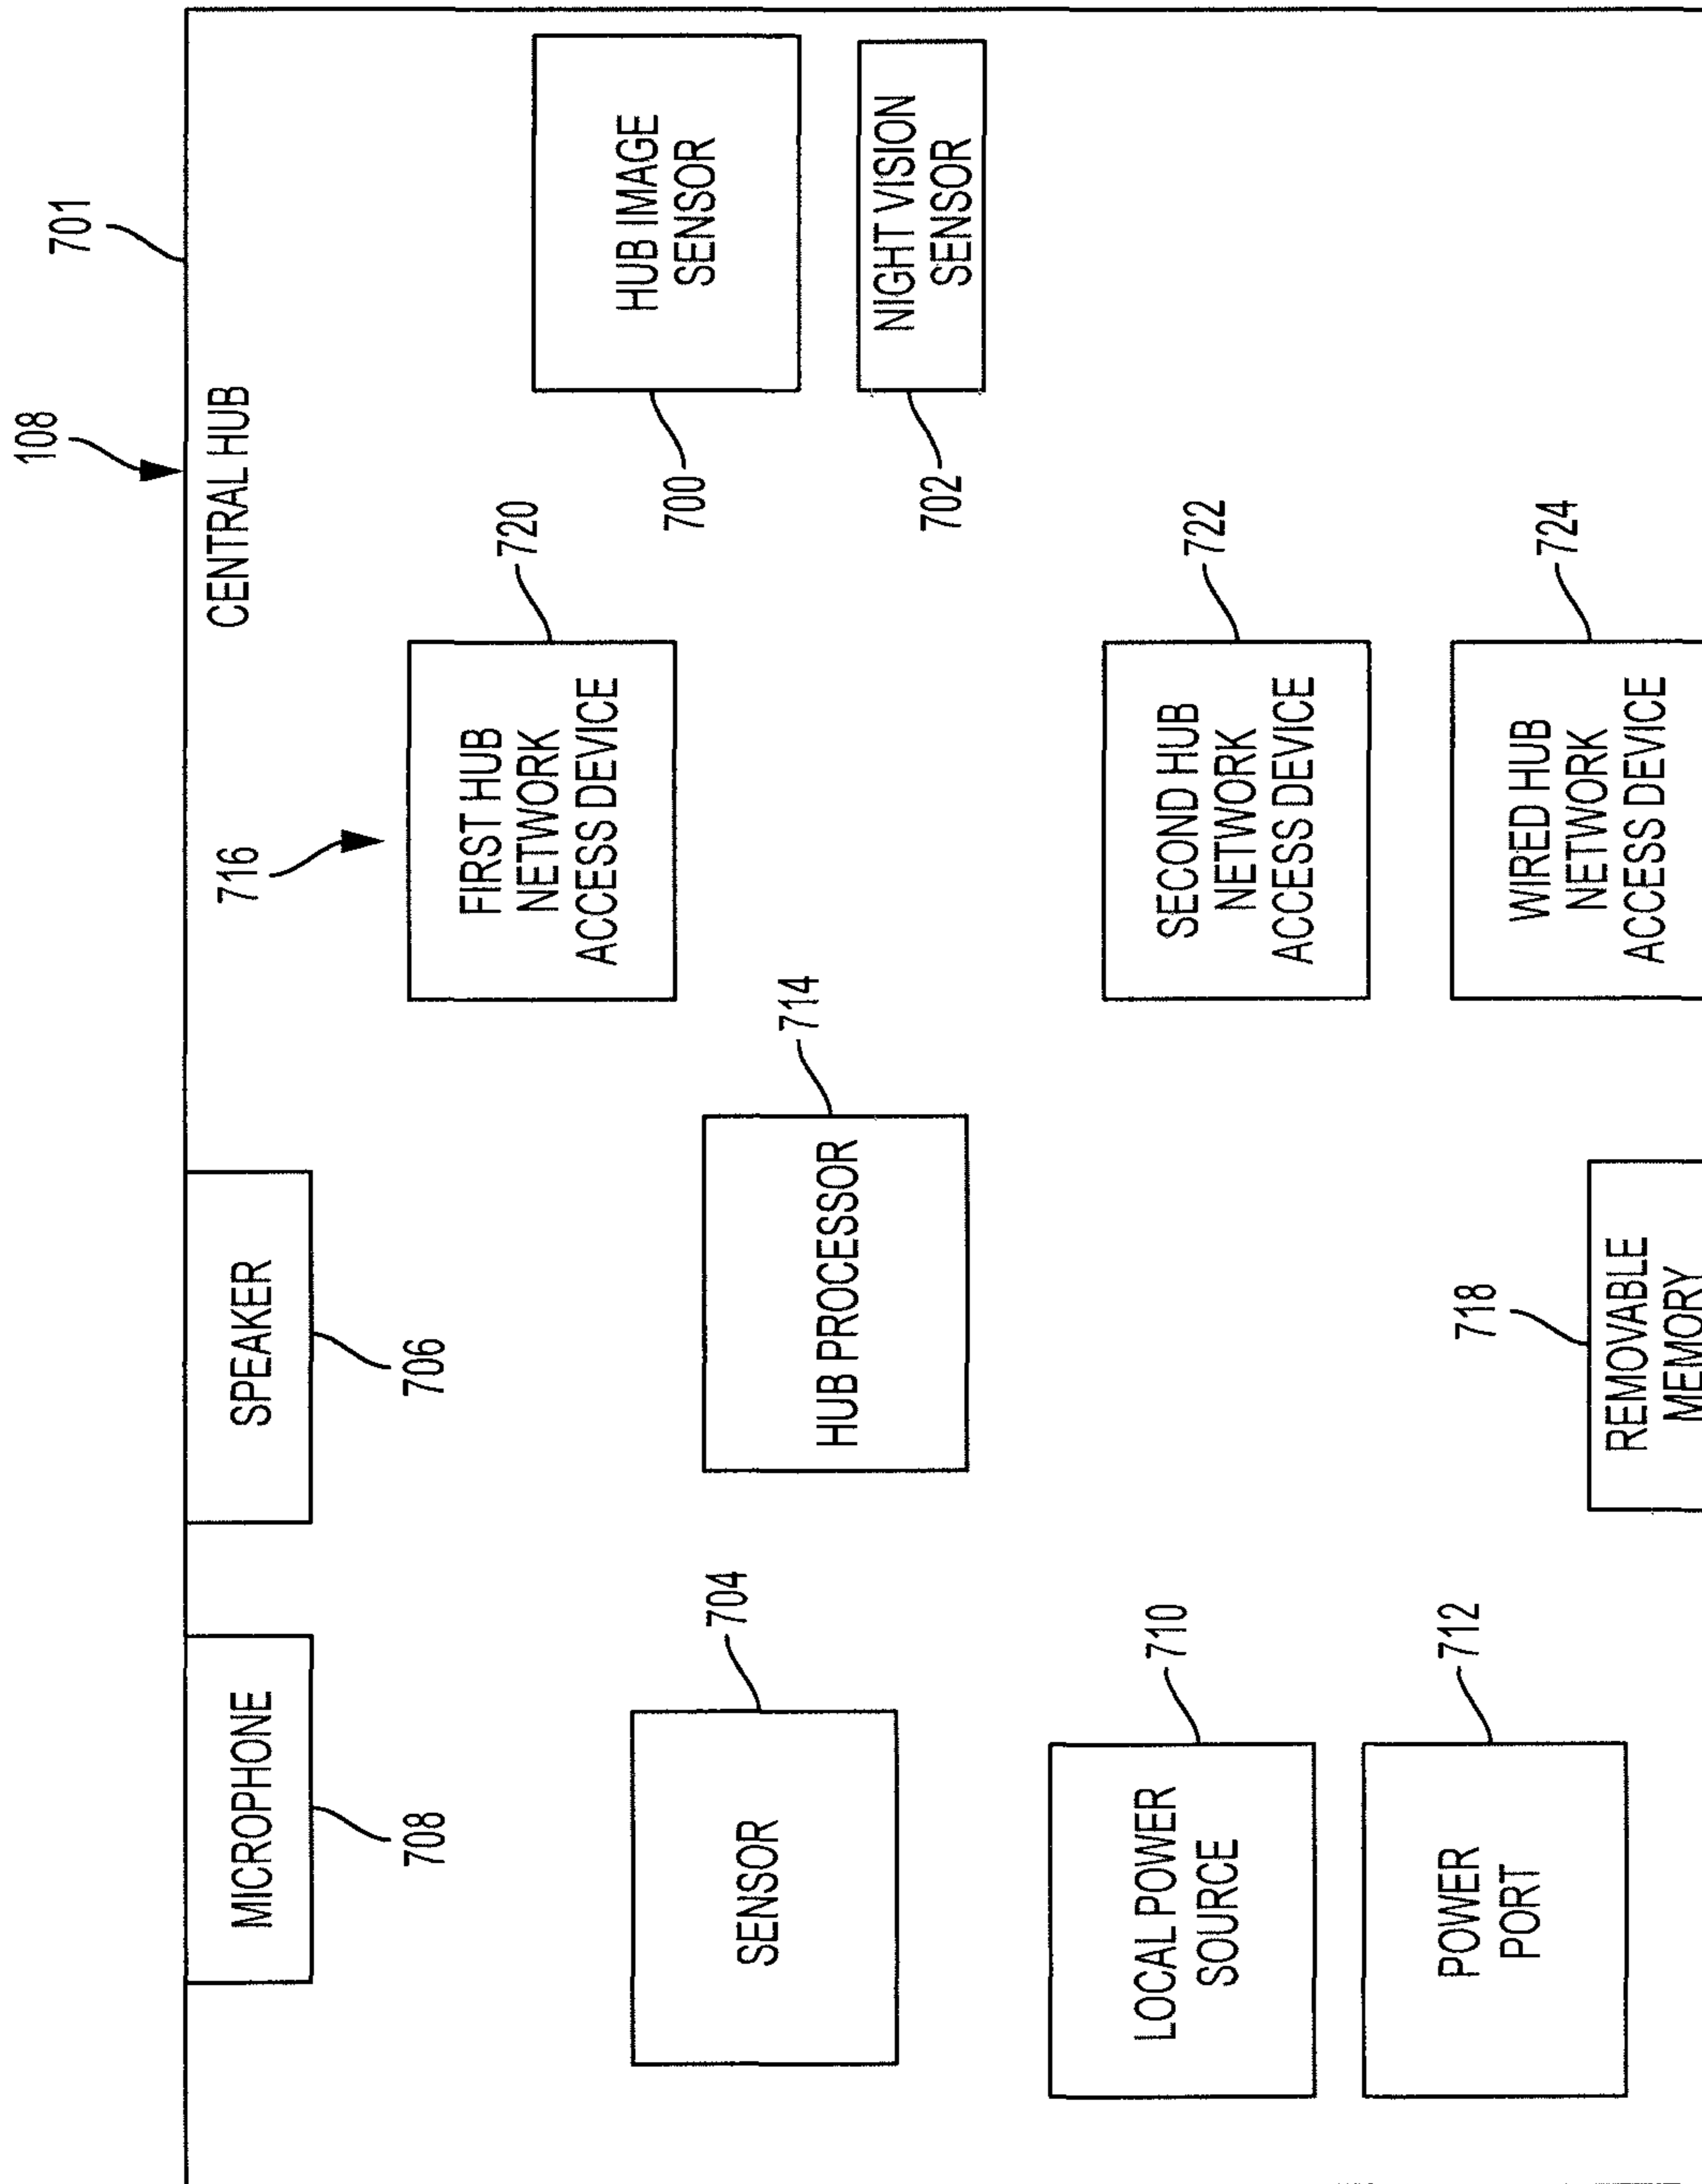 108
701
CENTRAL HUB
MICROPHONE
708
SPEAKER
706
716
FIRST HUB
NETWORK
ACCESS DEVICE
720
HUB IMAGE
SENSOR
700
704
SENSOR
714
HUB PROCESSOR
NIGHT VISION
SENSOR
702
710
LOCAL POWER
SOURCE
722
SECOND HUB
NETWORK
ACCESS DEVICE
712
POWER
PORT
718
REMOVABLE
MEMORY
724
WIRED HUB
NETWORK
ACCESS DEVICE